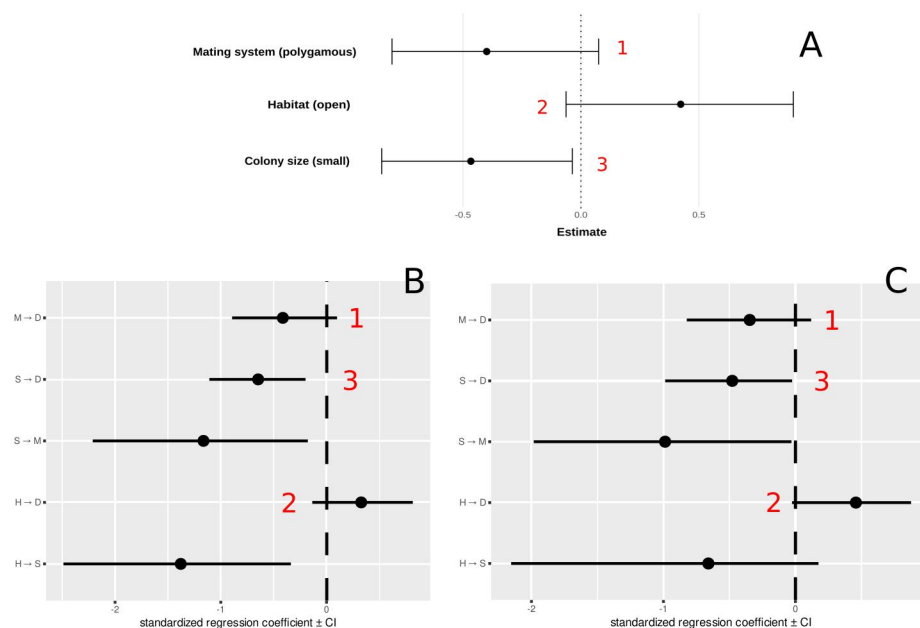 A
Mating system (polygamous)
1
Habitat (open)
2
Colony size (small)
3
-0.5
0.0
0.5
Estimate
B
M → D
1
S → D
3
S → M
H → D
2
H → S
-2
-1
0
standardized regression coefficient ± CI
C
M → D
1
S → D
3
S → M
H → D
2
H → S
-2
-1
0
standardized regression coefficient ± CI